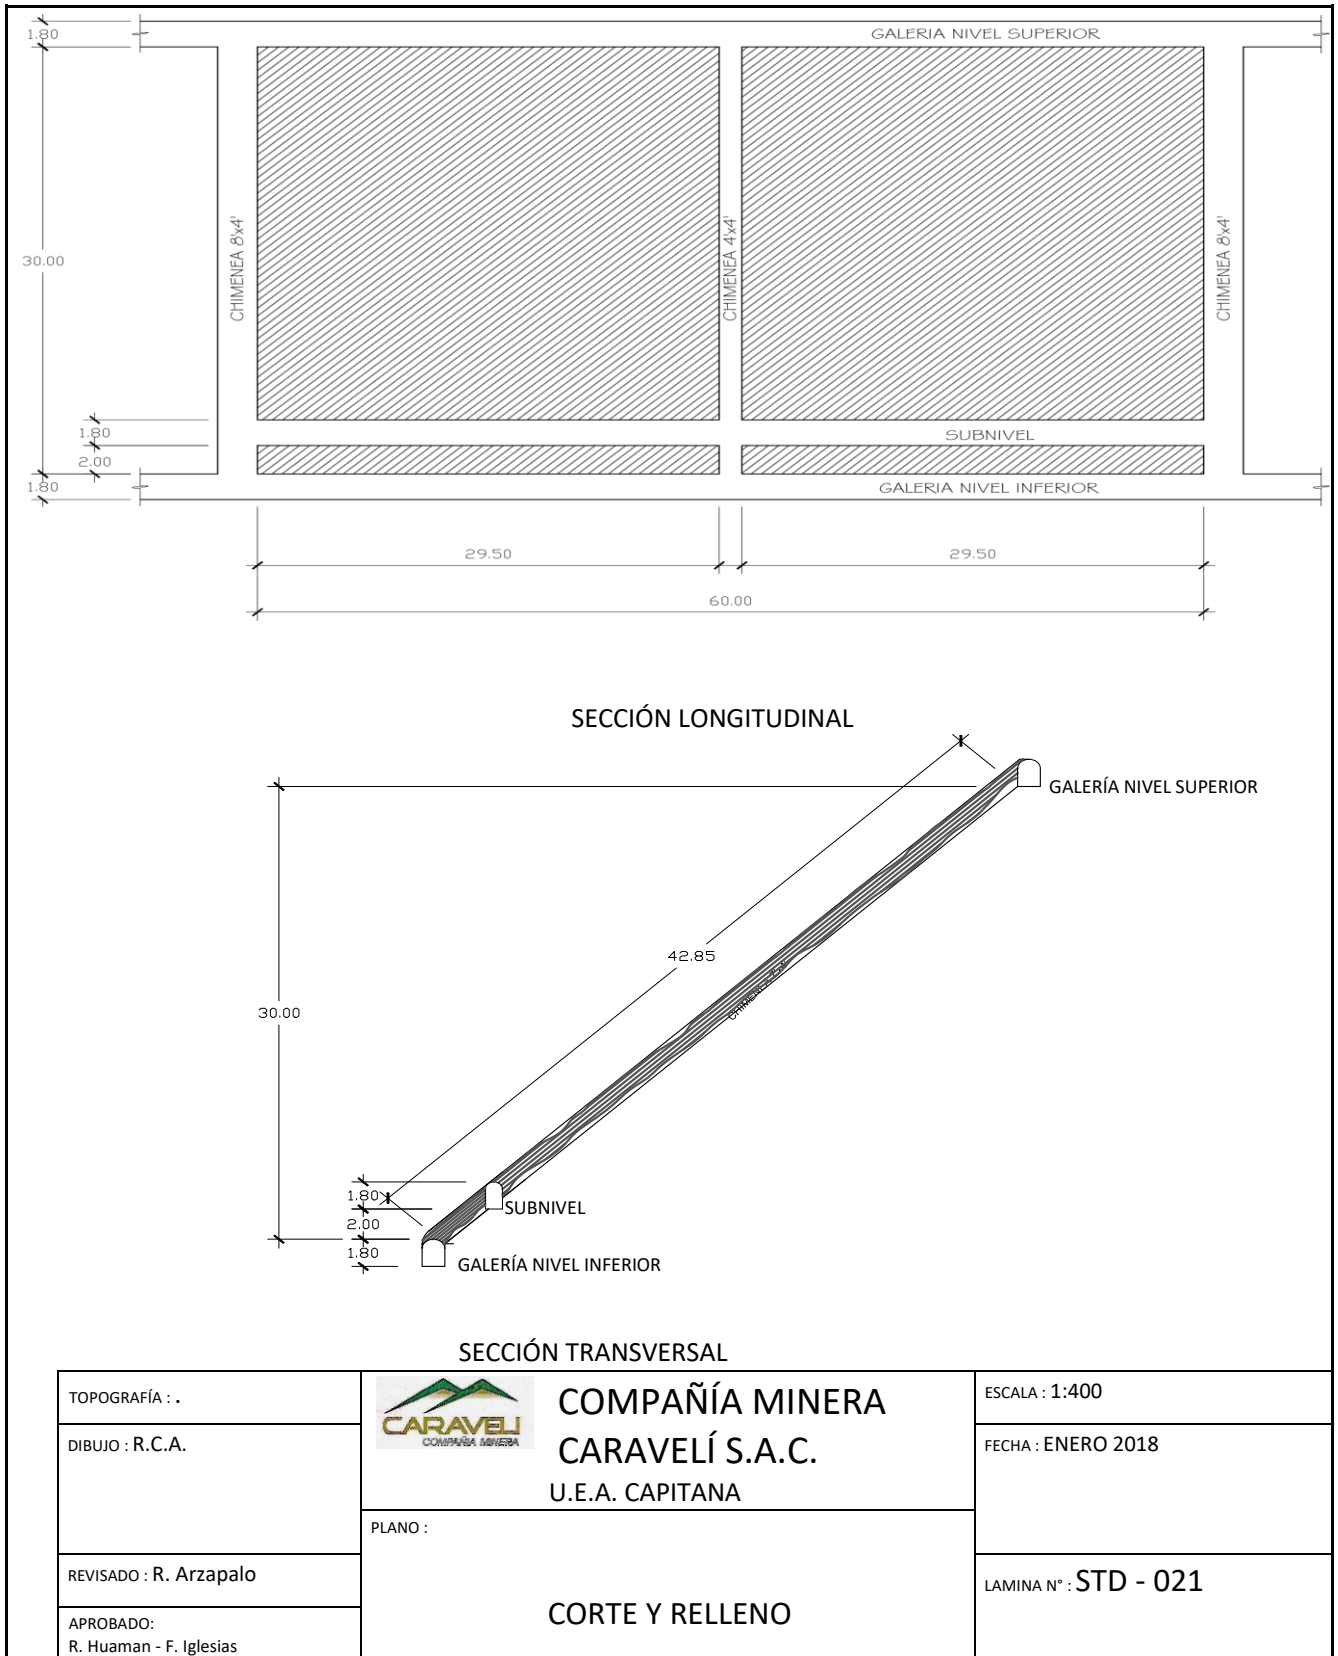 1.80
GALERIA NIVEL SUPERIOR
CHIMENEA 8'x4'
CHIMENEA 4'x4'
CHIMENEA 8'x4'
30.00
1.80
SUBNIVEL
2.00
1.80
GALERIA NIVEL INFERIOR
29.50
29.50
60.00
SECCIÓN LONGITUDINAL
GALERÍA NIVEL SUPERIOR
42.85
CHIMENEA
30.00
1.80
SUBNIVEL
2.00
1.80
GALERÍA NIVEL INFERIOR
SECCIÓN TRANSVERSAL
TOPOGRAFÍA : .
DIBUJO : R.C.A.
REVISADO : R. Arzapalo
APROBADO:
R. Huaman - F. Iglesias
CARAVELI
COMPAÑIA MINERA
COMPAÑÍA MINERA
CARAVELÍ S.A.C.
U.E.A. CAPITANA
PLANO :
CORTE Y RELLENO
ESCALA : 1:400
FECHA : ENERO 2018
LAMINA N° : STD - 021